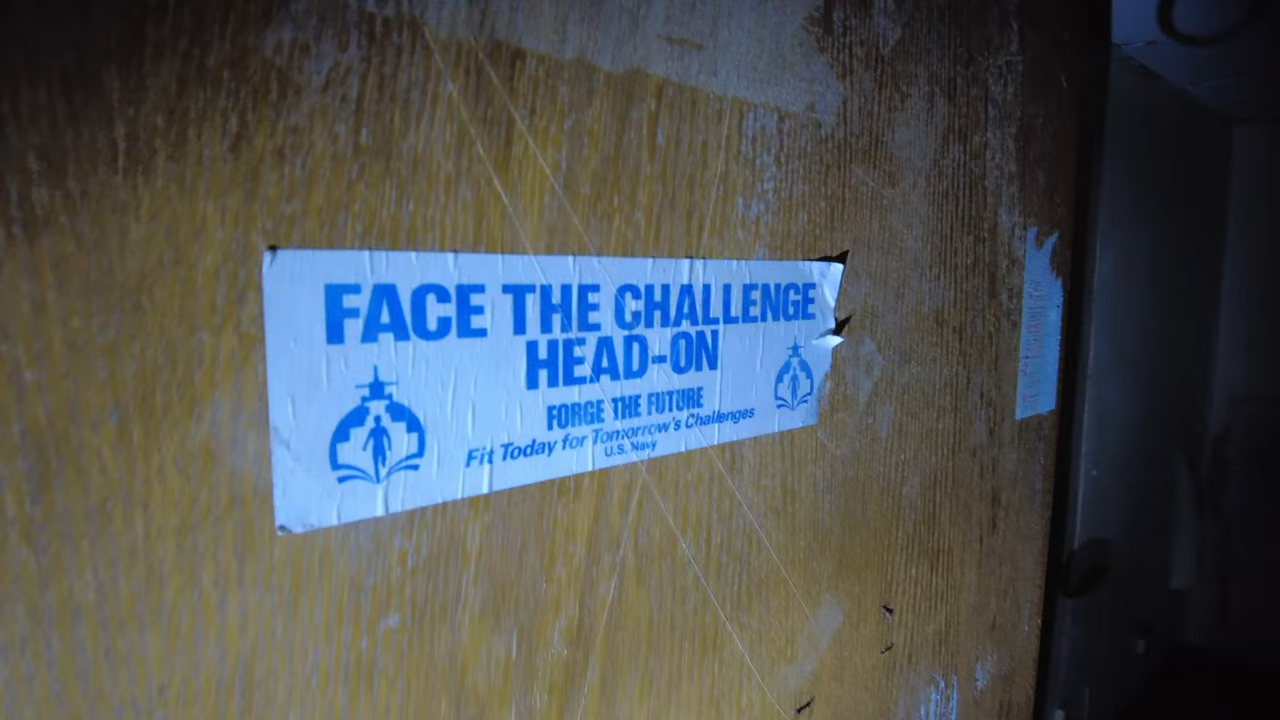 FACE THE CHALLENGE
HEAD-ON
FORGE THE FUTURE
Fit Today for Tomorrow's Challenges
U.S. Navy